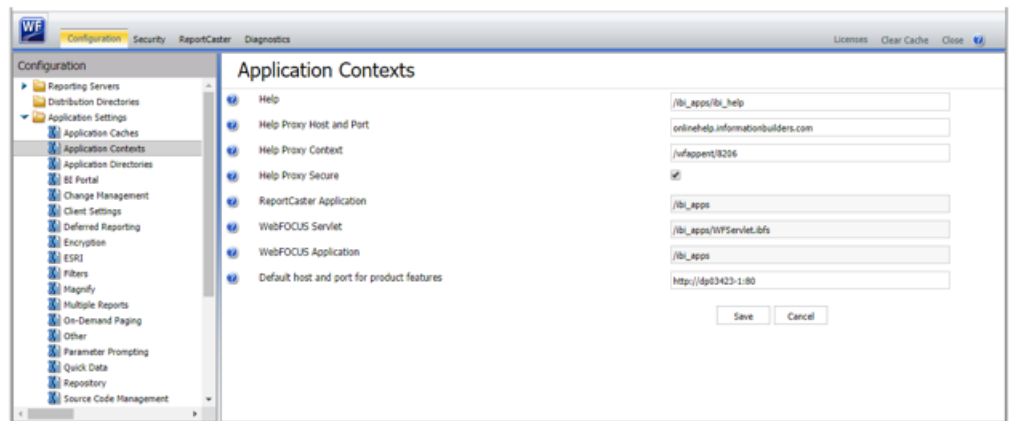 WF
Configuration Security ReportCaster Diagnostics Licenses Clear Cache Close
Configuration
Reporting Servers
Distribution Directories
Application Settings
Application Caches
Application Contexts
Application Directories
BI Portal
Change Management
Client Settings
Deferred Reporting
Encryption
ESRI
Filters
Magnify
Multiple Reports
On-Demand Paging
Other
Parameter Prompting
Quick Data
Repository
Source Code Management
Application Contexts
Help /ibi_apps/ibi_help
Help Proxy Host and Port onlinehelp.informationbuilders.com
Help Proxy Context /wfappent/8206
Help Proxy Secure
ReportCaster Application /ibi_apps
WebFOCUS Servlet /ibi_apps/WFServlet.ibfs
WebFOCUS Application /ibi_apps
Default host and port for product features http://dp03423-1:80
Save Cancel